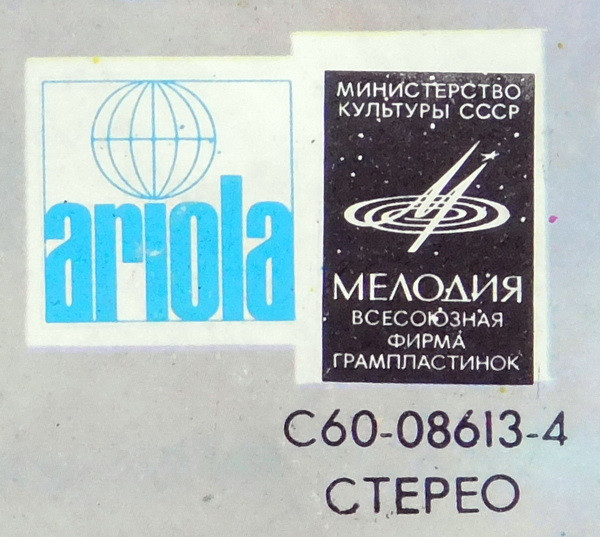 ariola
МИНИСТЕРСТВО
КУЛЬТУРЫ СССР
МЕЛОДИЯ
ВСЕСОЮЗНАЯ
ФИРМА
ГРАМПЛАСТИНОК
С60-08613-4
СТЕРЕО